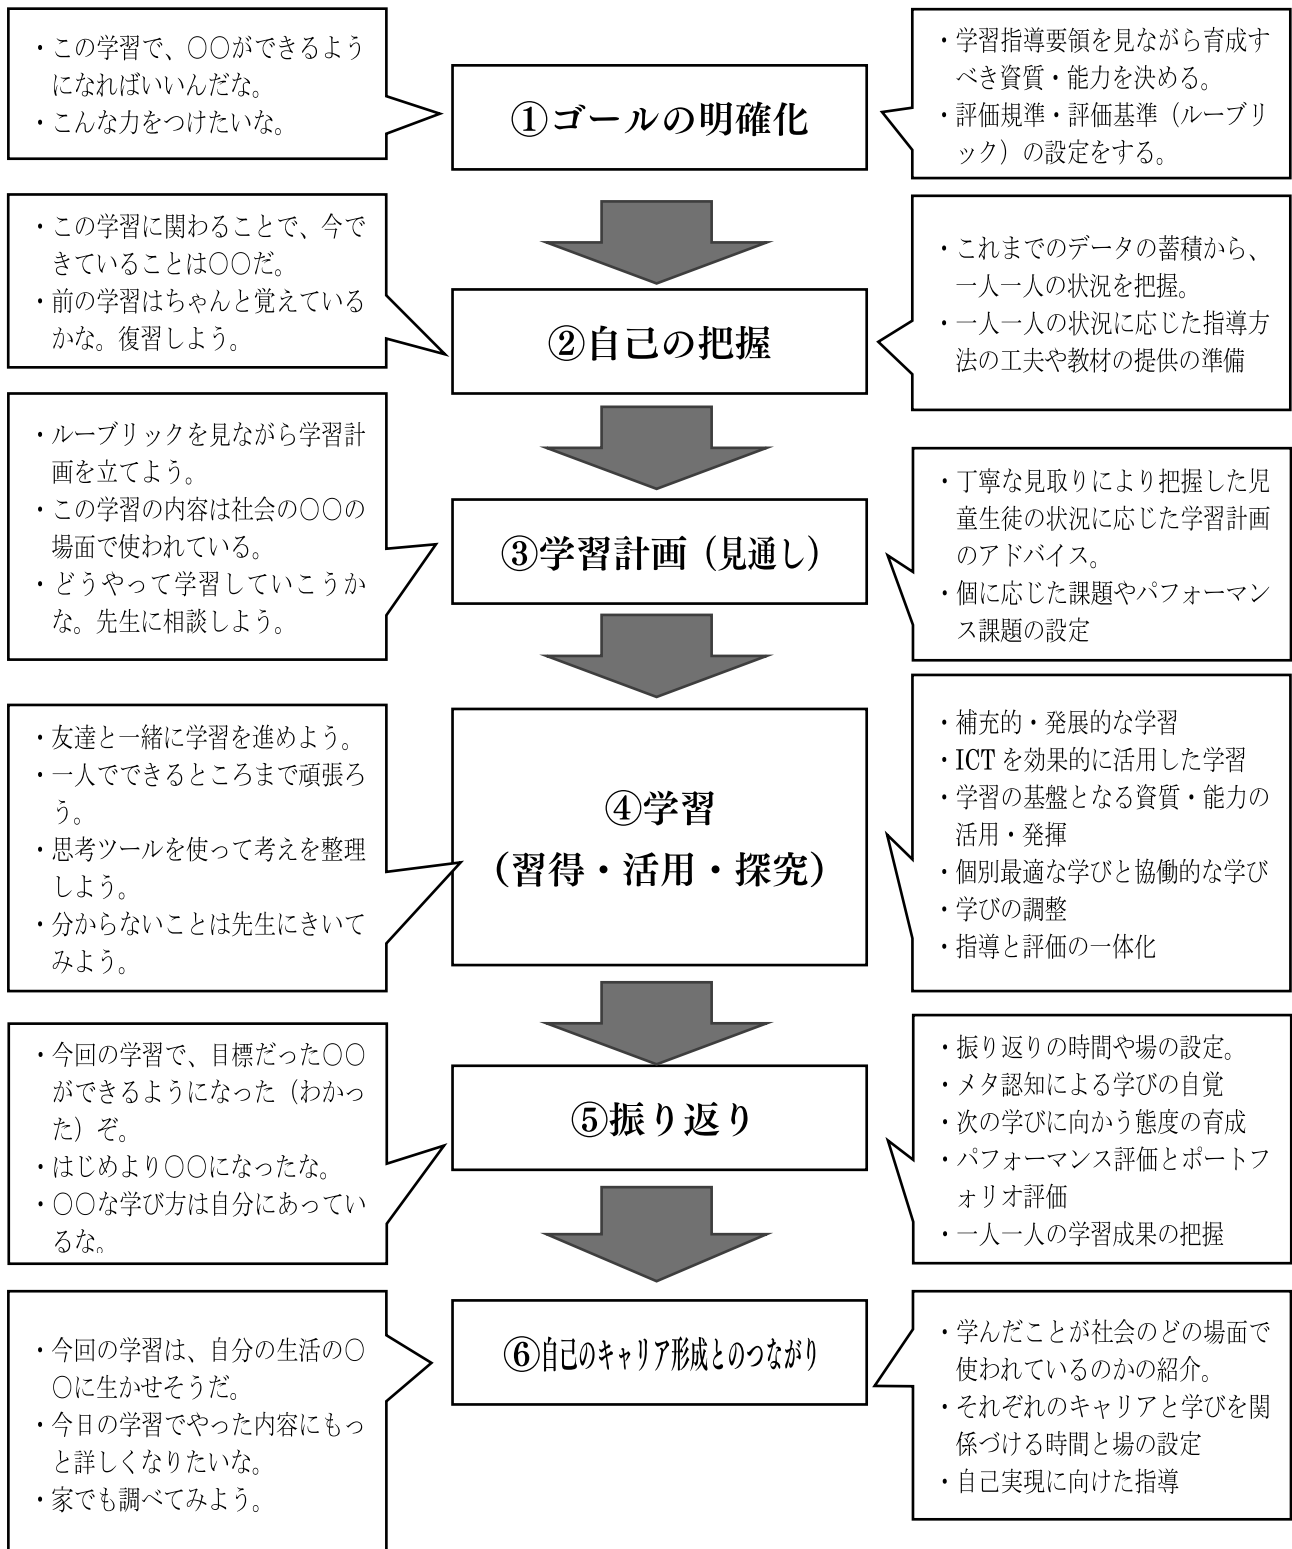 ・この学習で、〇〇ができるよう
になればいいんだな。
・こんな力をつけたいな。
①ゴールの明確化
・学習指導要領を見ながら育成す
べき資質・能力を決める。
・評価規準・評価基準（ルーブリ
ック）の設定をする。
・この学習に関わることで、今で
きていることは〇〇だ。
・前の学習はちゃんと覚えている
かな。復習しよう。
②自己の把握
・これまでのデータの蓄積から、
一人一人の状況を把握。
・一人一人の状況に応じた指導方
法の工夫や教材の提供の準備
・ルーブリックを見ながら学習計
画を立てよう。
・この学習の内容は社会の〇〇の
場面で使われている。
・どうやって学習していこうか
な。先生に相談しよう。
③学習計画（見通し）
・丁寧な見取りにより把握した児
童生徒の状況に応じた学習計画
のアドバイス。
・個に応じた課題やパフォーマン
ス課題の設定
・友達と一緒に学習を進めよう。
・一人でできるところまで頑張ろ
う。
・思考ツールを使って考えを整理
しよう。
・分からないことは先生にきいて
みよう。
④学習
（習得・活用・探究）
・補充的・発展的な学習
・ICT を効果的に活用した学習
・学習の基盤となる資質・能力の
活用・発揮
・個別最適な学びと協働的な学び
・学びの調整
・指導と評価の一体化
・今回の学習で、目標だった〇〇
ができるようになった（わかっ
た）ぞ。
・はじめより〇〇になったな。
・〇〇な学び方は自分にあってい
るな。
⑤振り返り
・振り返りの時間や場の設定。
・メタ認知による学びの自覚
・次の学びに向かう態度の育成
・パフォーマンス評価とポートフ
ォリオ評価
・一人一人の学習成果の把握
・今回の学習は、自分の生活の〇
〇に生かせそうだ。
・今日の学習でやった内容にもっ
と詳しくなりたいな。
・家でも調べてみよう。
⑥自己のキャリア形成とのつながり
・学んだことが社会のどの場面で
使われているのかの紹介。
・それぞれのキャリアと学びを関
係づける時間と場の設定
・自己実現に向けた指導